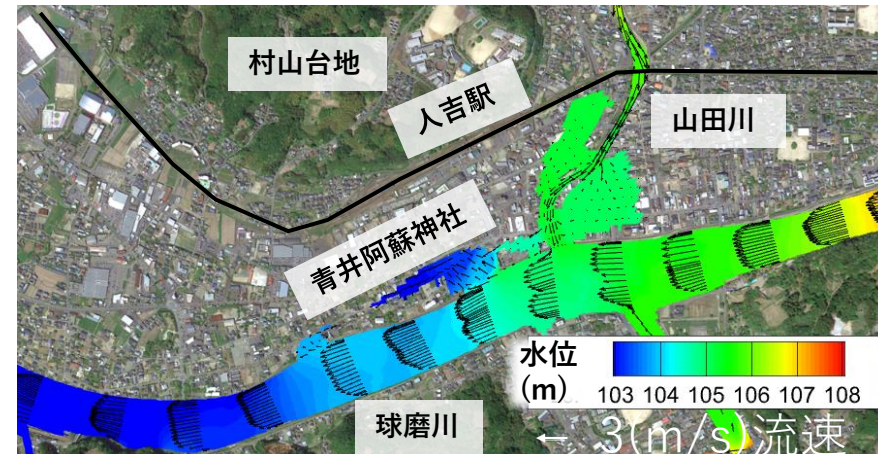 村山台地
人吉駅
山田川
青井阿蘇神社
水位
(m)
103 104 105 106 107 108
球磨川
← 3(m/s)流速